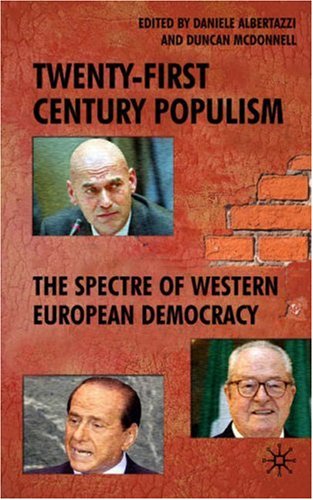 EDITED BY DANIELE ALBERTAZZI
AND DUNCAN MCDONNELL
TWENTY-FIRST
CENTURY POPULISM
THE SPECTRE OF WESTERN
EUROPEAN DEMOCRACY